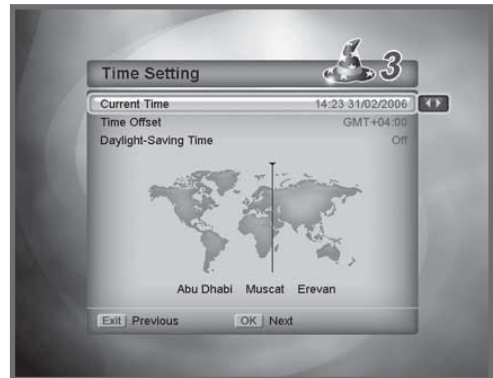 Time Setting
3
Current Time 14:23 31/02/2006
Time Offset GMT+04:00
Daylight-Saving Time Off
Abu Dhabi Muscat Erevan
Exit Previous OK Next